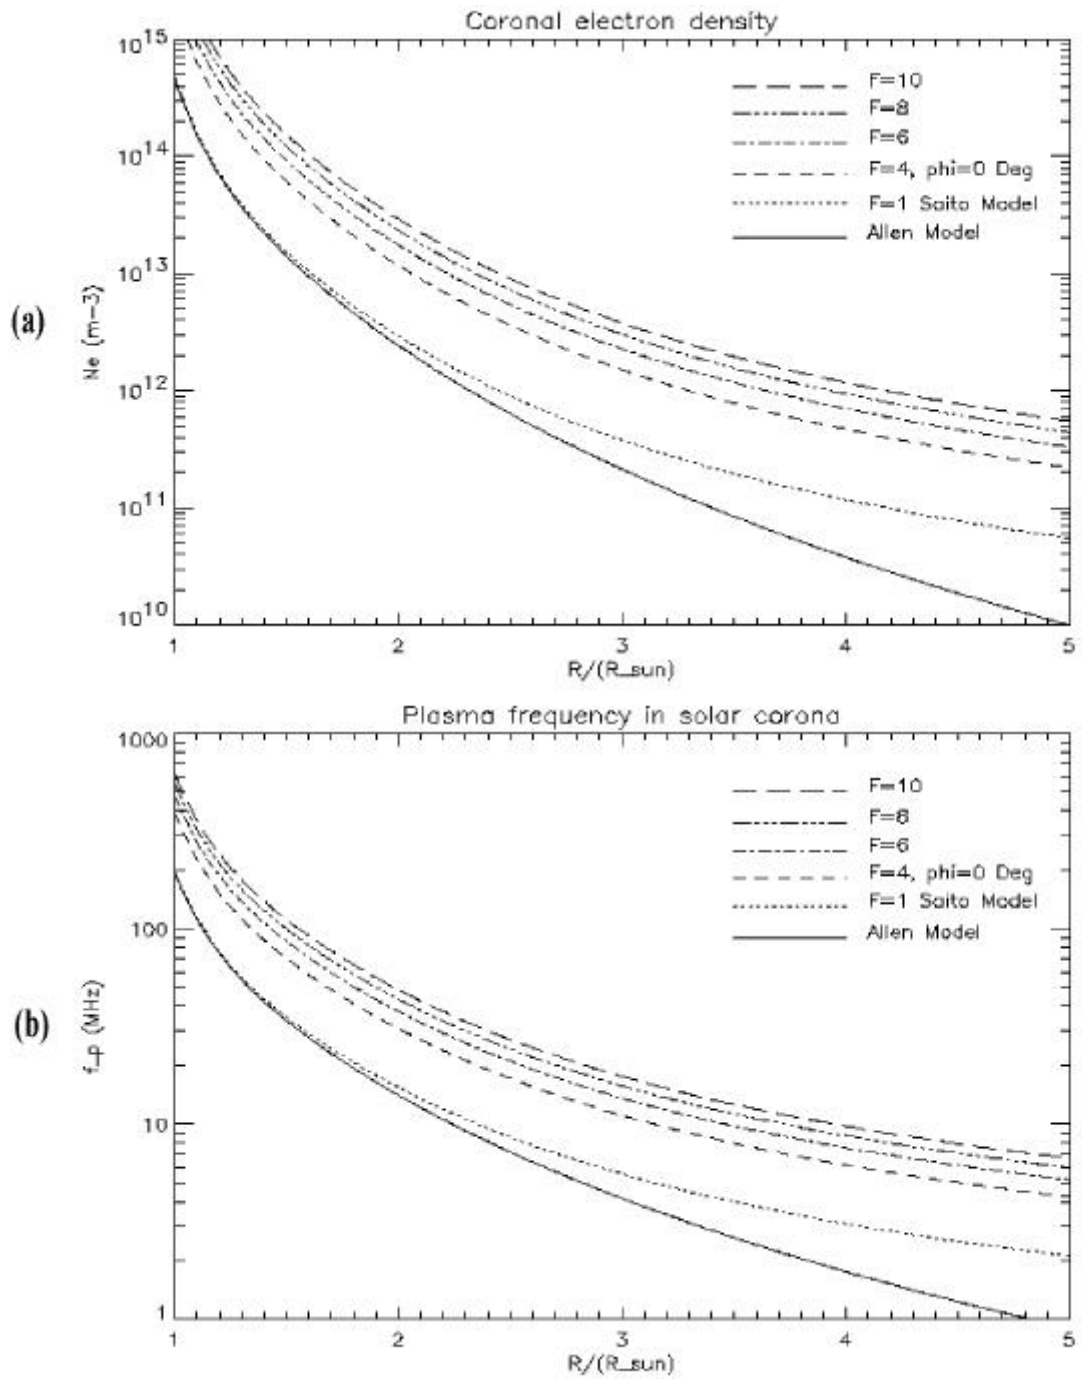 Coronal electron density
10^15
10^14
10^13
10^12
10^11
10^10
Ne (m-3)
(a)
F=10
F=8
F=6
F=4, phi=0 Deg
F=1 Saito Model
Allen Model
1 2 3 4 5
R/(R_sun)
Plasma frequency in solar corona
1000
100
10
1
f_p (MHz)
(b)
F=10
F=8
F=6
F=4, phi=0 Deg
F=1 Saito Model
Allen Model
1 2 3 4 5
R/(R_sun)